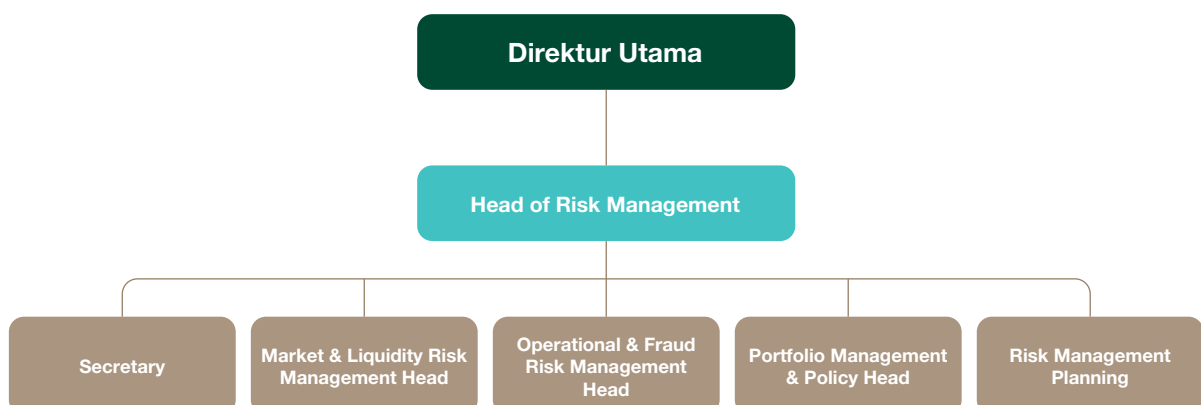 Direktur Utama
Head of Risk Management
Secretary
Market & Liquidity Risk
Management Head
Operational & Fraud
Risk Management
Head
Portfolio Management
& Policy Head
Risk Management
Planning